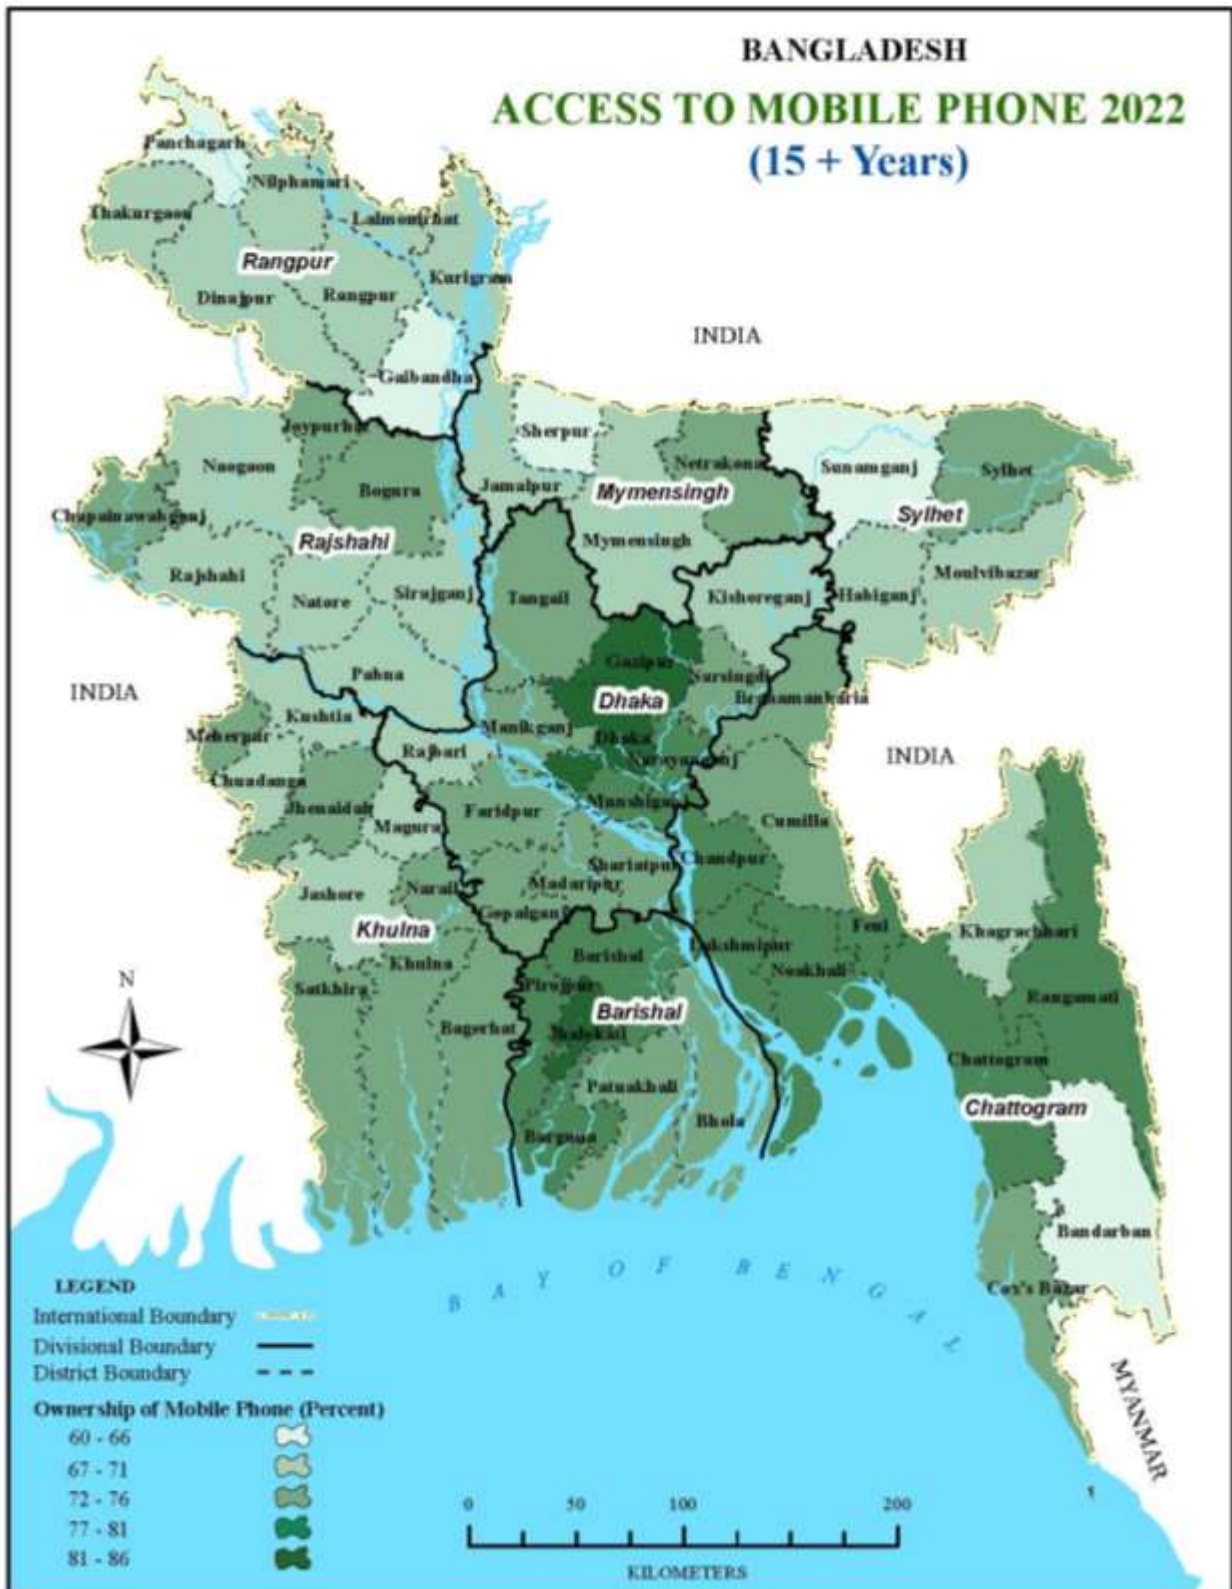 BANGLADESH
ACCESS TO MOBILE PHONE 2022
(15 + Years)
Panchagarh
Nilphamari
Thakurgaon
Lalmonirhat
Rangpur
Kurigram
Dinajpur
Rangpur
INDIA
Gaibandha
Joypurhat
Sherpur
Naogaon
Netrakona
Sunamganj
Sylhet
Bogura
Jamalpur
Mymensingh
Chapainawabganj
Sylhet
Rajshahi
Mymensingh
Rajshahi
Moulvibazar
Natore
Sirajganj
Tangail
Kishoreganj
Habiganj
Gazipur
Pabna
Narsingdi
INDIA
Dhaka
Brahamanbaria
Kushtia
Manikganj
Meherpur
Dhaka
Rajbari
Narayanganj
INDIA
Chuadanga
Jhenaidah
Faridpur
Munshiganj
Magura
Cumilla
Shariatpur
Chandpur
Jashore
Narail
Madaripur
Gopalganj
Khulna
Feni
Khagrachhari
Lakshmipur
Khulna
Barishal
Noakhali
N
Satkhira
Pirojpur
Rangamati
Barishal
Bagerhat
Jhalokati
Chattogram
Patuakhali
Chattogram
Bhola
Barguna
Bandarban
BAY OF BENGAL
Cox's Bazar
LEGEND
International Boundary
Divisional Boundary
District Boundary
MYANMAR
Ownership of Mobile Phone (Percent)
60 - 66
67 - 71
72 - 76
77 - 81
81 - 86
0 50 100 200
KILOMETERS